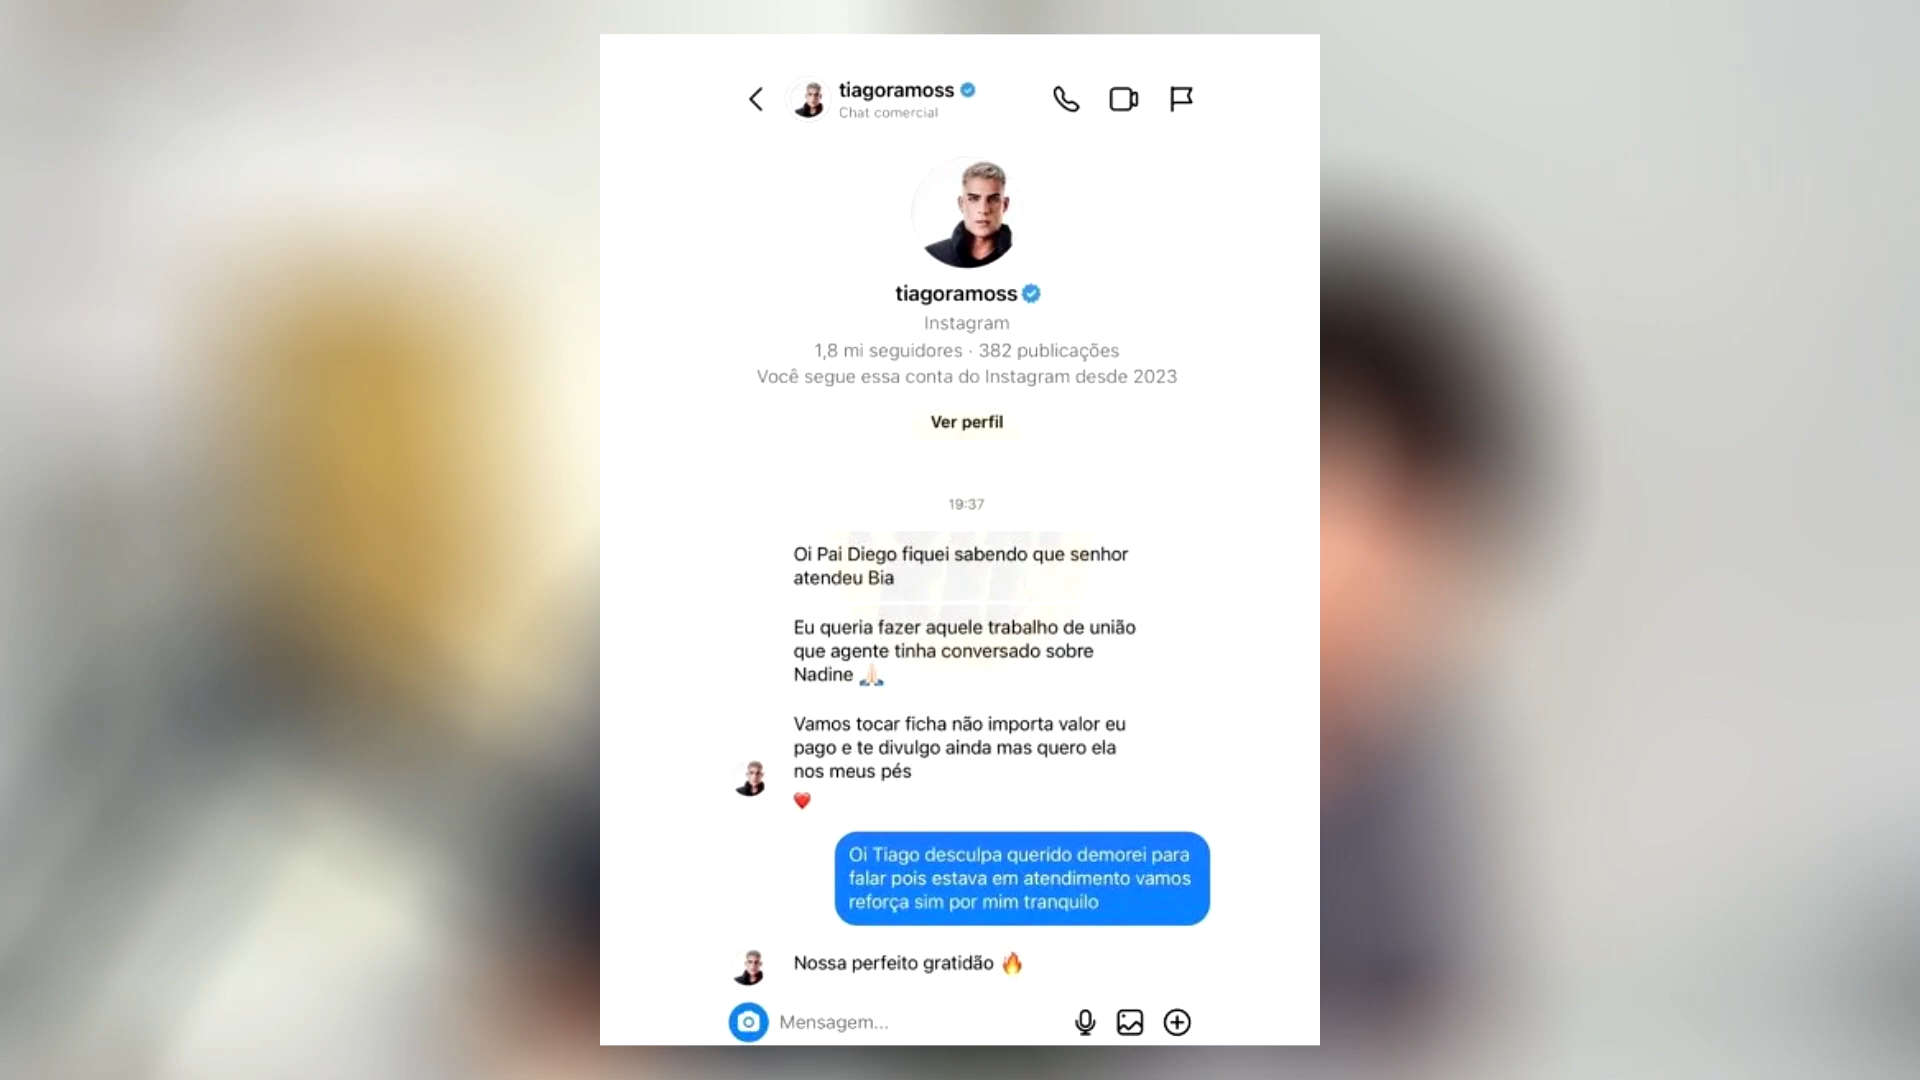 tiagoramoss
Chat comercial
tiagoramoss
Instagram
1,8 mi seguidores · 382 publicações
Você segue essa conta do Instagram desde 2023
Ver perfil
19:37
Oi Pai Diego fiquei sabendo que senhor
atendeu Bia
Eu queria fazer aquele trabalho de união
que agente tinha conversado sobre
Nadine 🙏🏻
Vamos tocar ficha não importa valor eu
pago e te divulgo ainda mas quero ela
nos meus pés
❤️
Oi Tiago desculpa querido demorei para
falar pois estava em atendimento vamos
reforça sim por mim tranquilo
Nossa perfeito gratidão 🔥
Mensagem...